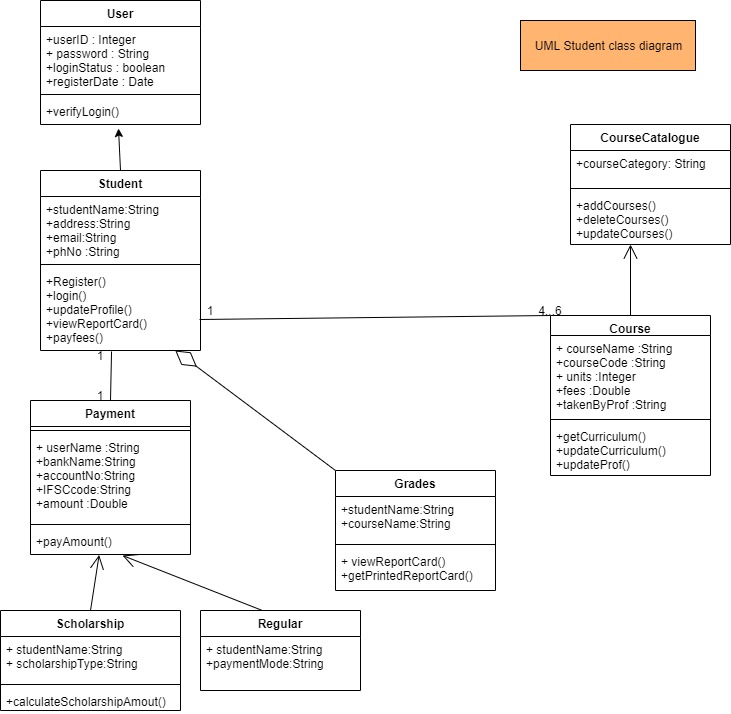 User
+userID : Integer
+ password : String
+loginStatus : boolean
+registerDate : Date
+verifyLogin()
UML Student class diagram
CourseCatalogue
+courseCategory: String
+addCourses()
+deleteCourses()
+updateCourses()
Student
+studentName:String
+address:String
+email:String
+phNo :String
+Register()
+login()
+updateProfile()
+viewReportCard()
+payfees()
1
4...6
1
1
Course
+ courseName :String
+courseCode :String
+ units :Integer
+fees :Double
+takenByProf :String
+getCurriculum()
+updateCurriculum()
+updateProf()
Payment
+ userName :String
+bankName:String
+accountNo:String
+IFSCcode:String
+amount :Double
+payAmount()
Grades
+studentName:String
+courseName:String
+ viewReportCard()
+getPrintedReportCard()
Scholarship
+ studentName:String
+ scholarshipType:String
+calculateScholarshipAmout()
Regular
+ studentName:String
+paymentMode:String